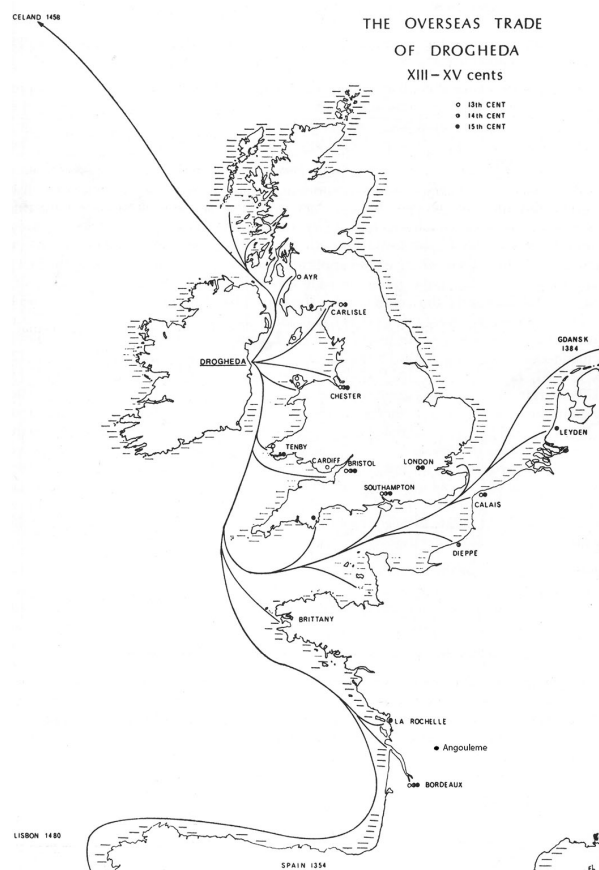 CELAND 1458
THE OVERSEAS TRADE
OF DROGHEDA
XIII–XV cents
13th CENT
14th CENT
15th CENT
AYR
CARLISLE
GDANSK
1384
DROGHEDA
CHESTER
LEYDEN
TENBY
CARDIFF
BRISTOL
LONDON
SOUTHAMPTON
CALAIS
DIEPPE
BRITTANY
LA ROCHELLE
Angouleme
BORDEAUX
LISBON 1480
SPAIN 1354